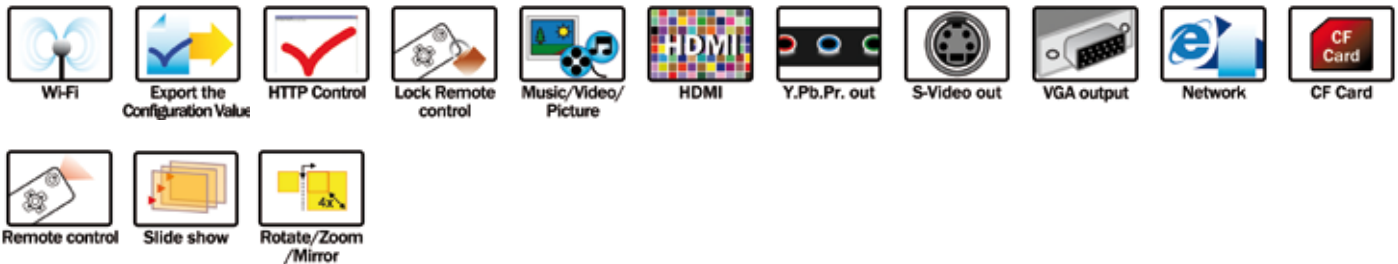 HDMI
CF
Card
Wi-Fi
Export the
Configuration Value
HTTP Control
Lock Remote
control
Music/Video/
Picture
HDMI
Y.Pb.Pr. out
S-Video out
VGA output
Network
CF Card
4x
Remote control
Slide show
Rotate/Zoom
/Mirror